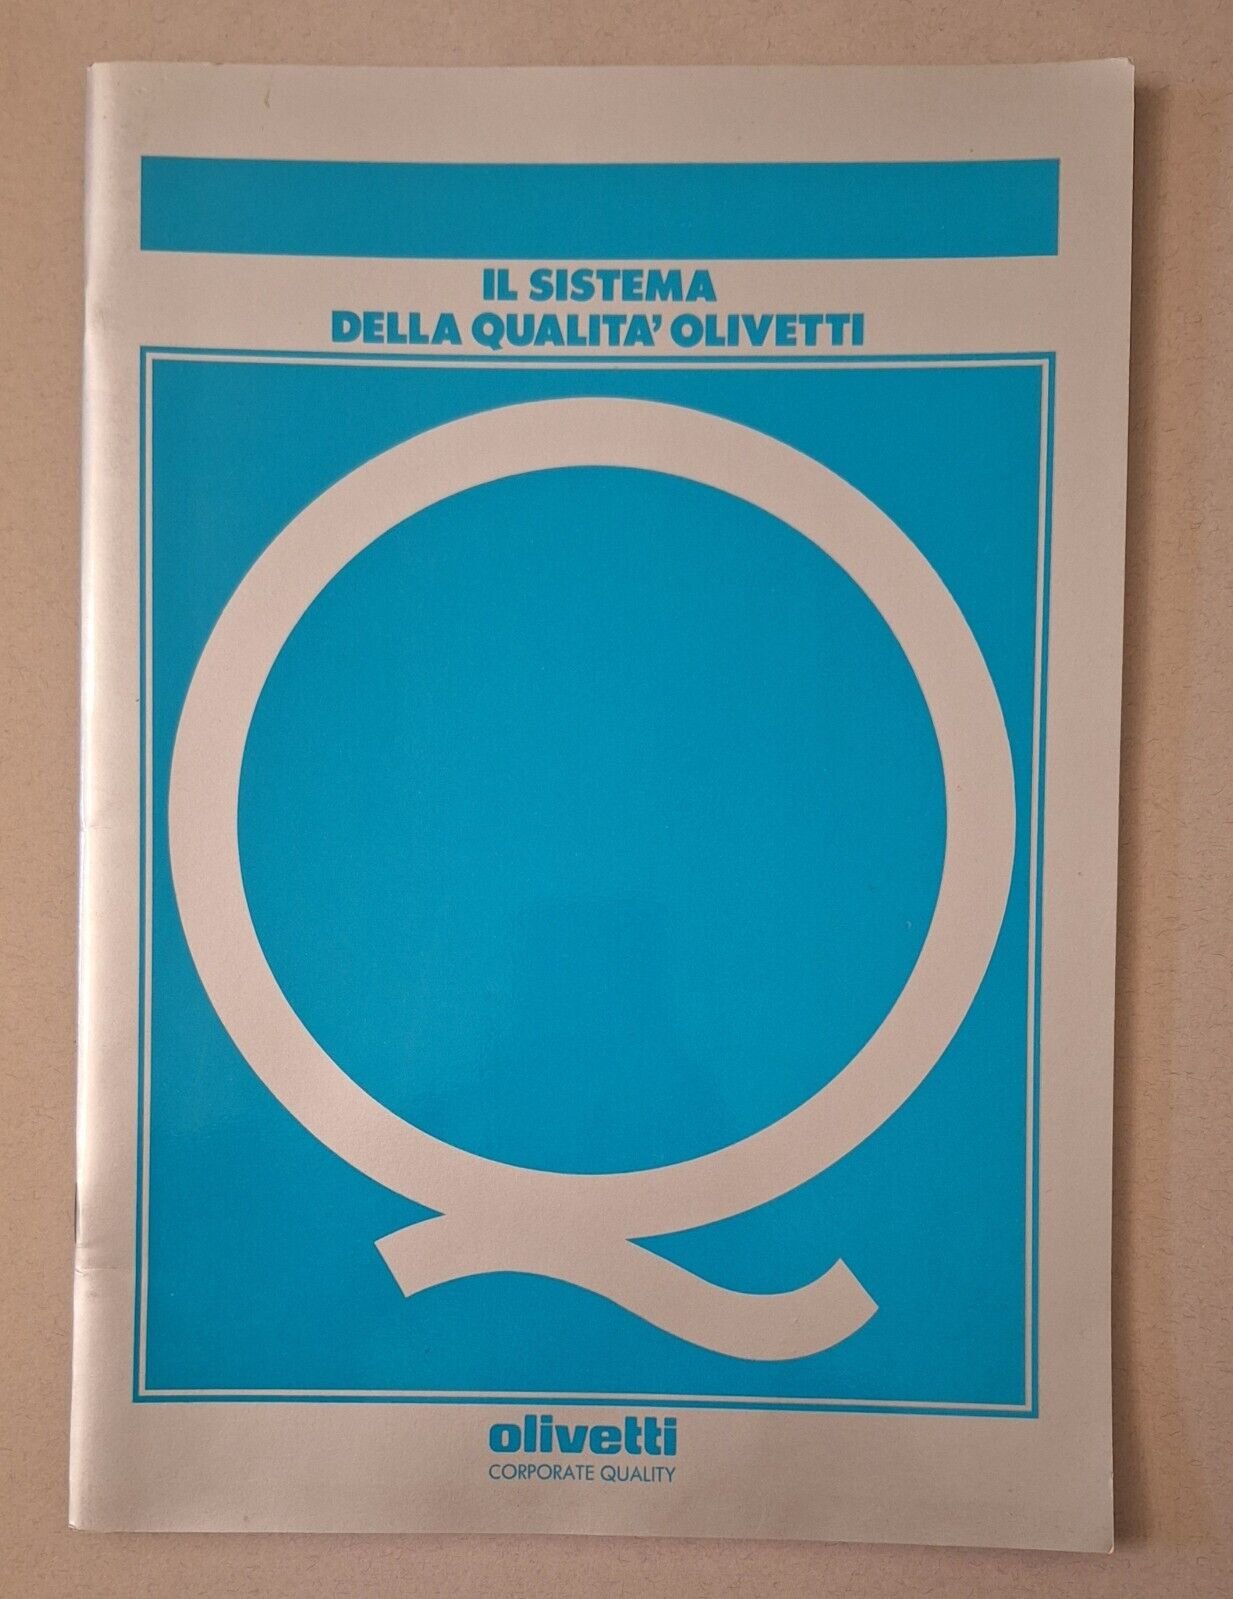 IL SISTEMA
DELLA QUALITA' OLIVETTI
Q
olivetti
CORPORATE QUALITY